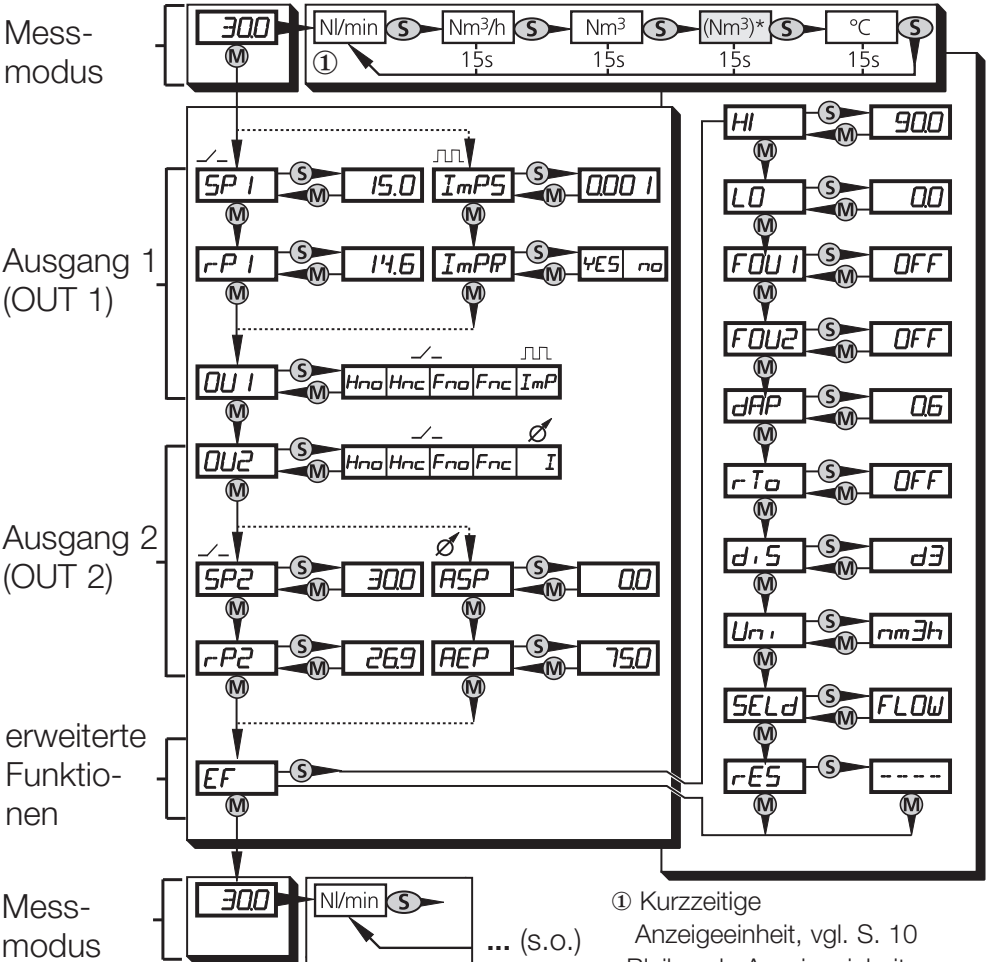 Mess-
modus
30.0 Nl/min S Nm³/h S Nm³ S (Nm³)* S °C S
M ① 15s 15s 15s 15s
Ausgang 1
(OUT 1)
SP1 S M 15.0 ImPS S M 0.001
M M
rP1 S M 14.6 ImPR S M YES no
M M
OU1 S M Hno Hnc Fno Fnc ImP
M
Ausgang 2
(OUT 2)
OU2 S M Hno Hnc Fno Fnc I
M
SP2 S M 30.0 ASP S M 0.0
M M
rP2 S M 26.9 AEP S M 75.0
M M
erweiterte
Funktio-
nen
EF S
M
HI S M 90.0
M
LO S M 0.0
M
FOU1 S M OFF
M
FOU2 S M OFF
M
dAP S M 0.6
M
rTo S M OFF
M
diS S M d3
M
Uni S M nm3h
M
SELd S M FLOW
M
rES S ----
M M
Mess-
modus
30.0 Nl/min S
... (s.o.)
① Kurzzeitige
Anzeigeeinheit, vgl. S. 10